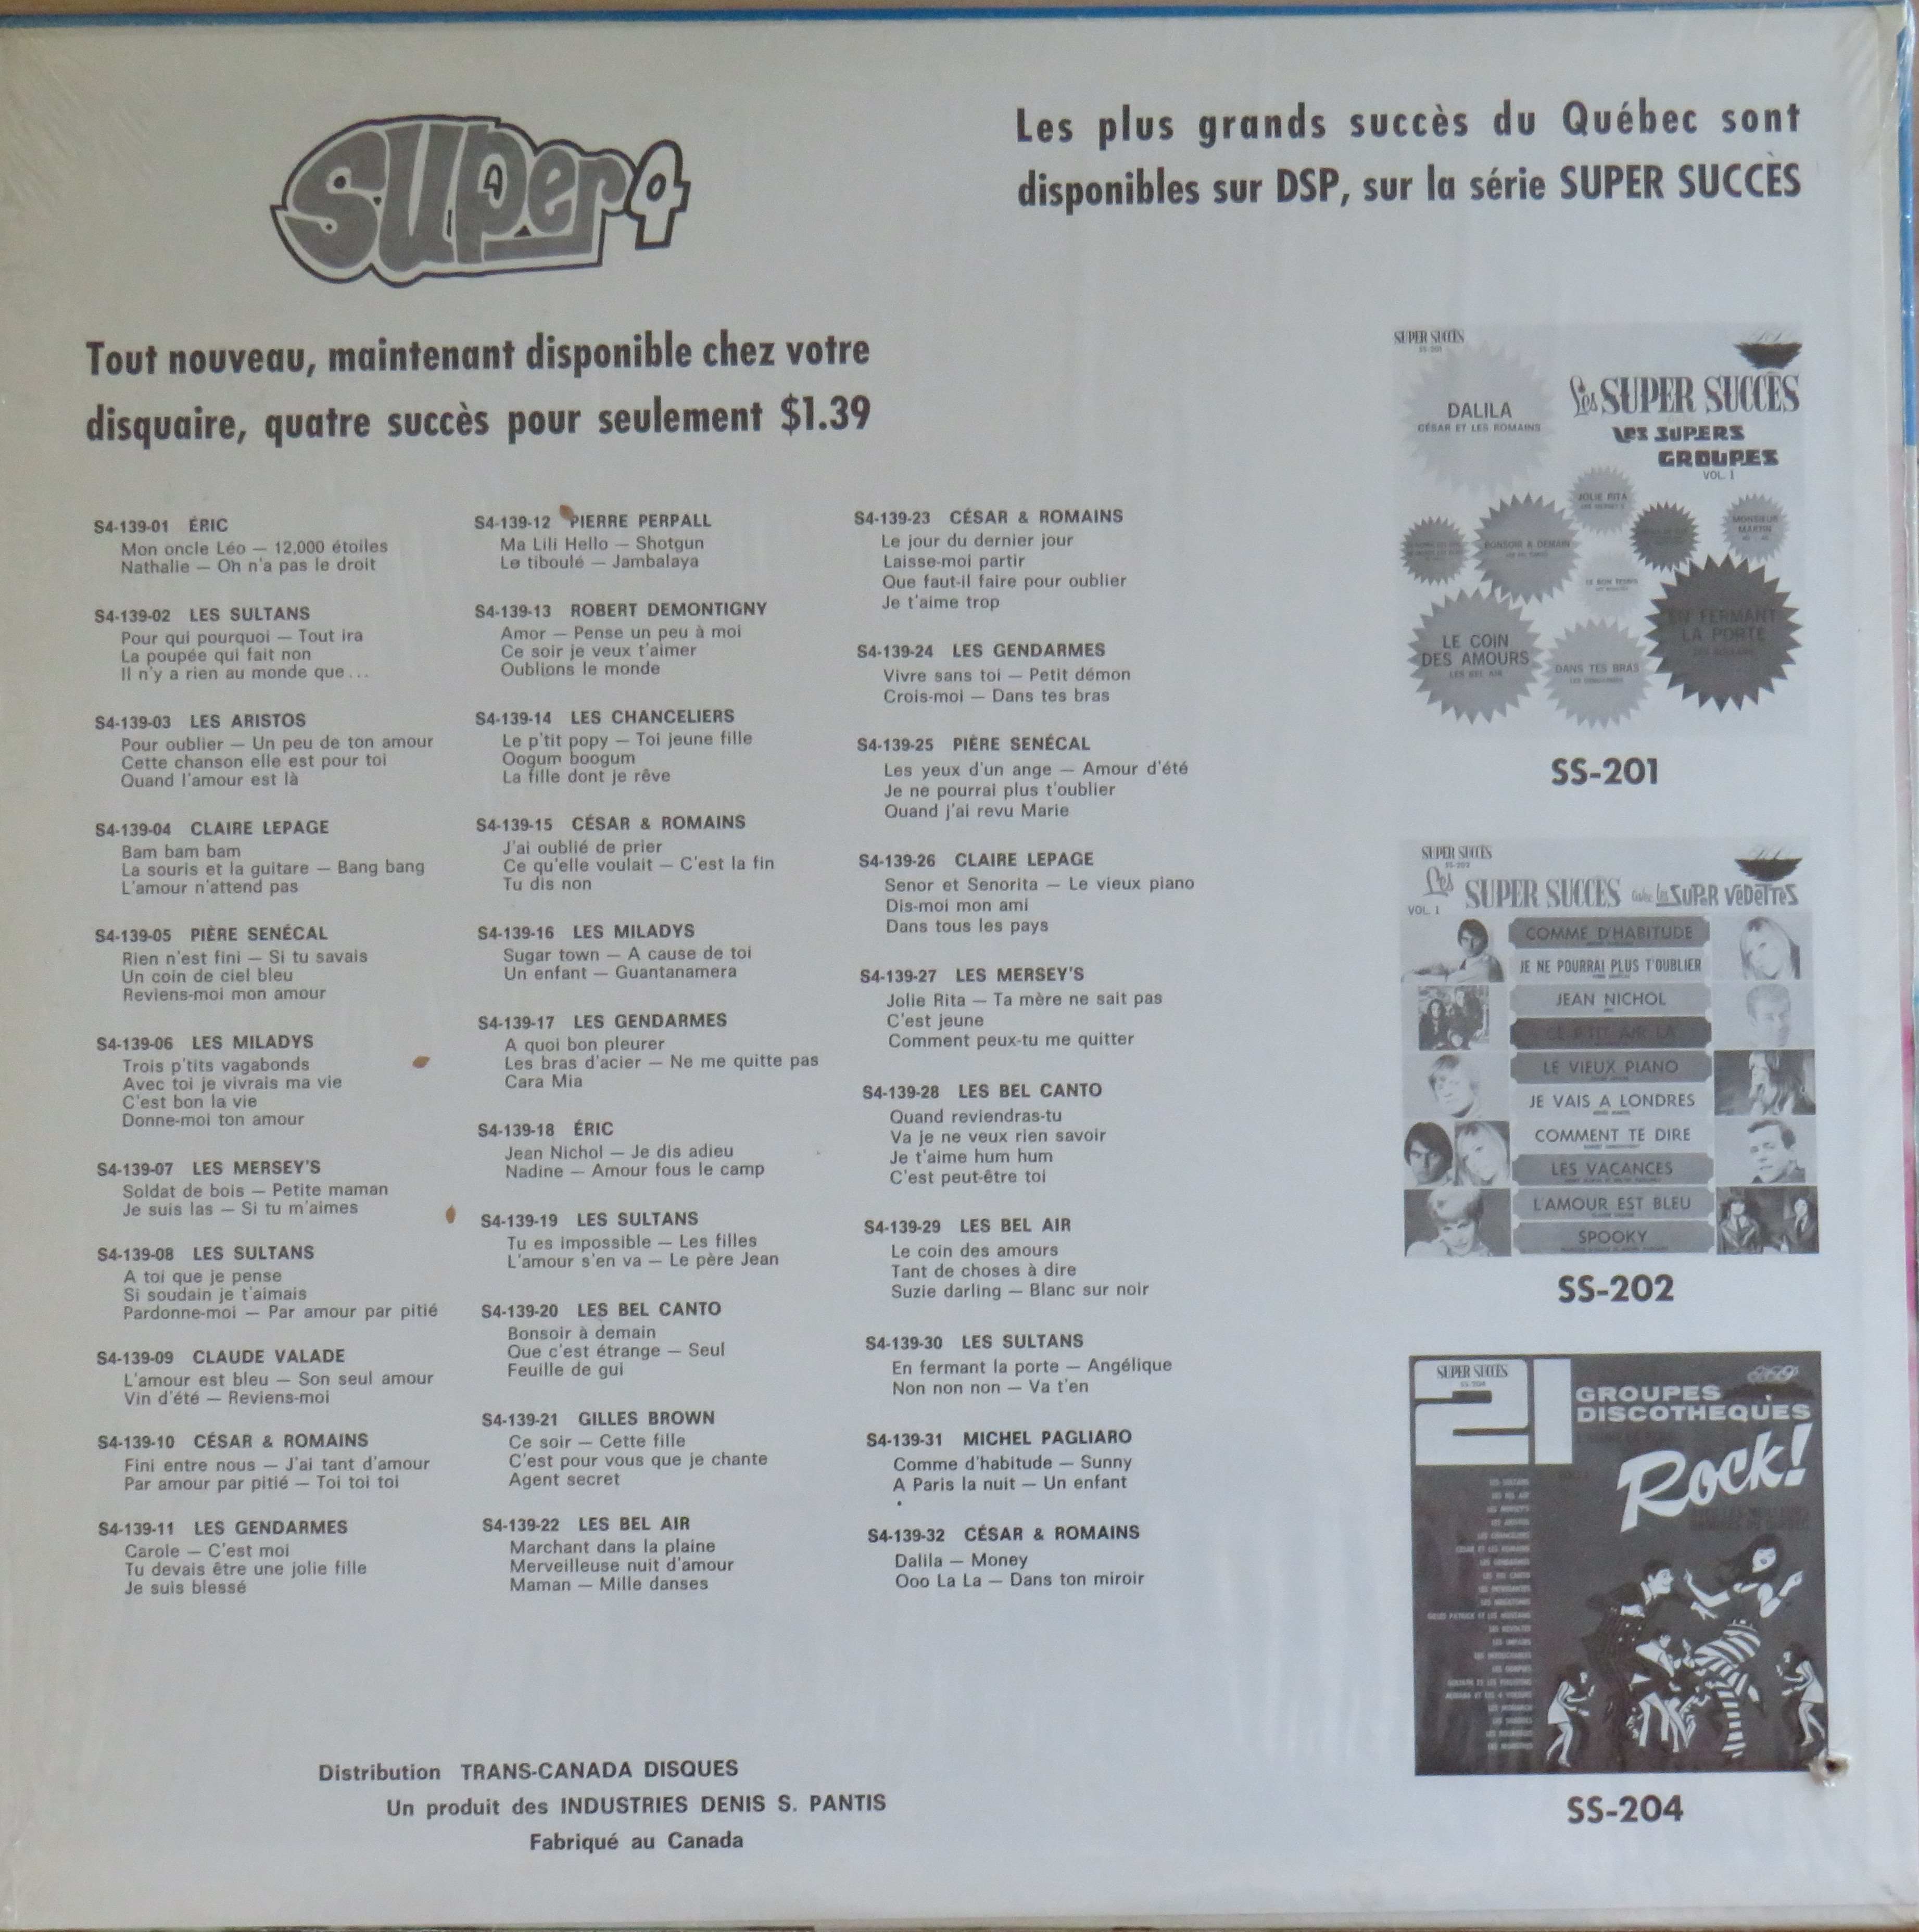 Super 4
Les plus grands succès du Québec sont
disponibles sur DSP, sur la série SUPER SUCCÈS
Tout nouveau, maintenant disponible chez votre
disquaire, quatre succès pour seulement $1.39
S4-139-01 ÉRIC
Mon oncle Léo — 12,000 étoiles
Nathalie — On n'a pas le droit
S4-139-02 LES SULTANS
Pour qui pourquoi — Tout ira
La poupée qui fait non
Il n'y a rien au monde que...
S4-139-03 LES ARISTOS
Pour oublier — Un peu de ton amour
Cette chanson elle est pour toi
Quand l'amour est là
S4-139-04 CLAIRE LEPAGE
Bam bam bam
La souris et la guitare — Bang bang
L'amour n'attend pas
S4-139-05 PIÈRE SENÉCAL
Rien n'est fini — Si tu savais
Un coin de ciel bleu
Reviens-moi mon amour
S4-139-06 LES MILADYS
Trois p'tits vagabonds
Avec toi je vivrais ma vie
C'est bon la vie
Donne-moi ton amour
S4-139-07 LES MERSEY'S
Soldat de bois — Petite maman
Je suis las — Si tu m'aimes
S4-139-08 LES SULTANS
A toi que je pense
Si soudain je t'aimais
Pardonne-moi — Par amour par pitié
S4-139-09 CLAUDE VALADE
L'amour est bleu — Son seul amour
Vin d'été — Reviens-moi
S4-139-10 CÉSAR & ROMAINS
Fini entre nous — J'ai tant d'amour
Par amour par pitié — Toi toi toi
S4-139-11 LES GENDARMES
Carole — C'est moi
Tu devais être une jolie fille
Je suis blessé
S4-139-12 PIERRE PERPALL
Ma Lili Hello — Shotgun
Le tiboulé — Jambalaya
S4-139-13 ROBERT DEMONTIGNY
Amor — Pense un peu à moi
Ce soir je veux t'aimer
Oublions le monde
S4-139-14 LES CHANCELIERS
Le p'tit popy — Toi jeune fille
Oogum boogum
La fille dont je rêve
S4-139-15 CÉSAR & ROMAINS
J'ai oublié de prier
Ce qu'elle voulait — C'est la fin
Tu dis non
S4-139-16 LES MILADYS
Sugar town — A cause de toi
Un enfant — Guantanamera
S4-139-17 LES GENDARMES
A quoi bon pleurer
Les bras d'acier — Ne me quitte pas
Cara Mia
S4-139-18 ÉRIC
Jean Nichol — Je dis adieu
Nadine — Amour fous le camp
S4-139-19 LES SULTANS
Tu es impossible — Les filles
L'amour s'en va — Le père Jean
S4-139-20 LES BEL CANTO
Bonsoir à demain
Que c'est étrange — Seul
Feuille de gui
S4-139-21 GILLES BROWN
Ce soir — Cette fille
C'est pour vous que je chante
Agent secret
S4-139-22 LES BEL AIR
Marchant dans la plaine
Merveilleuse nuit d'amour
Maman — Mille danses
S4-139-23 CÉSAR & ROMAINS
Le jour du dernier jour
Laisse-moi partir
Que faut-il faire pour oublier
Je t'aime trop
S4-139-24 LES GENDARMES
Vivre sans toi — Petit démon
Crois-moi — Dans tes bras
S4-139-25 PIÈRE SENÉCAL
Les yeux d'un ange — Amour d'été
Je ne pourrai plus t'oublier
Quand j'ai revu Marie
S4-139-26 CLAIRE LEPAGE
Senor et Senorita — Le vieux piano
Dis-moi mon ami
Dans tous les pays
S4-139-27 LES MERSEY'S
Jolie Rita — Ta mère ne sait pas
C'est jeune
Comment peux-tu me quitter
S4-139-28 LES BEL CANTO
Quand reviendras-tu
Va je ne veux rien savoir
Je t'aime hum hum
C'est peut-être toi
S4-139-29 LES BEL AIR
Le coin des amours
Tant de choses à dire
Suzie darling — Blanc sur noir
S4-139-30 LES SULTANS
En fermant la porte — Angélique
Non non non — Va t'en
S4-139-31 MICHEL PAGLIARO
Comme d'habitude — Sunny
A Paris la nuit — Un enfant
S4-139-32 CÉSAR & ROMAINS
Dalila — Money
Ooo La La — Dans ton miroir
SUPER SUCCÈS
SS-201
Les SUPER SUCCÈS
LES SUPERS
GROUPES
VOL. 1
DALILA
CÉSAR ET LES ROMAINS
JOLIE RITA
MONSIEUR
MARTIN
BONSOIR À DEMAIN
LE COIN
DES AMOURS
LES BEL AIR
DANS TES BRAS
LES GENDARMES
EN FERMANT
LA PORTE
SS-201
SUPER SUCCÈS
SS-202
Les SUPER SUCCÈS avec les SUPER VEDETTES
VOL. 1
COMME D'HABITUDE
JE NE POURRAI PLUS T'OUBLIER
JEAN NICHOL
CE P'TIT AIR LÀ
LE VIEUX PIANO
JE VAIS A LONDRES
COMMENT TE DIRE
LES VACANCES
L'AMOUR EST BLEU
SPOOKY
SS-202
SUPER SUCCÈS
SS-204
21 GROUPES
DISCOTHEQUES
Rock!
SS-204
Distribution TRANS-CANADA DISQUES
Un produit des INDUSTRIES DENIS S. PANTIS
Fabriqué au Canada